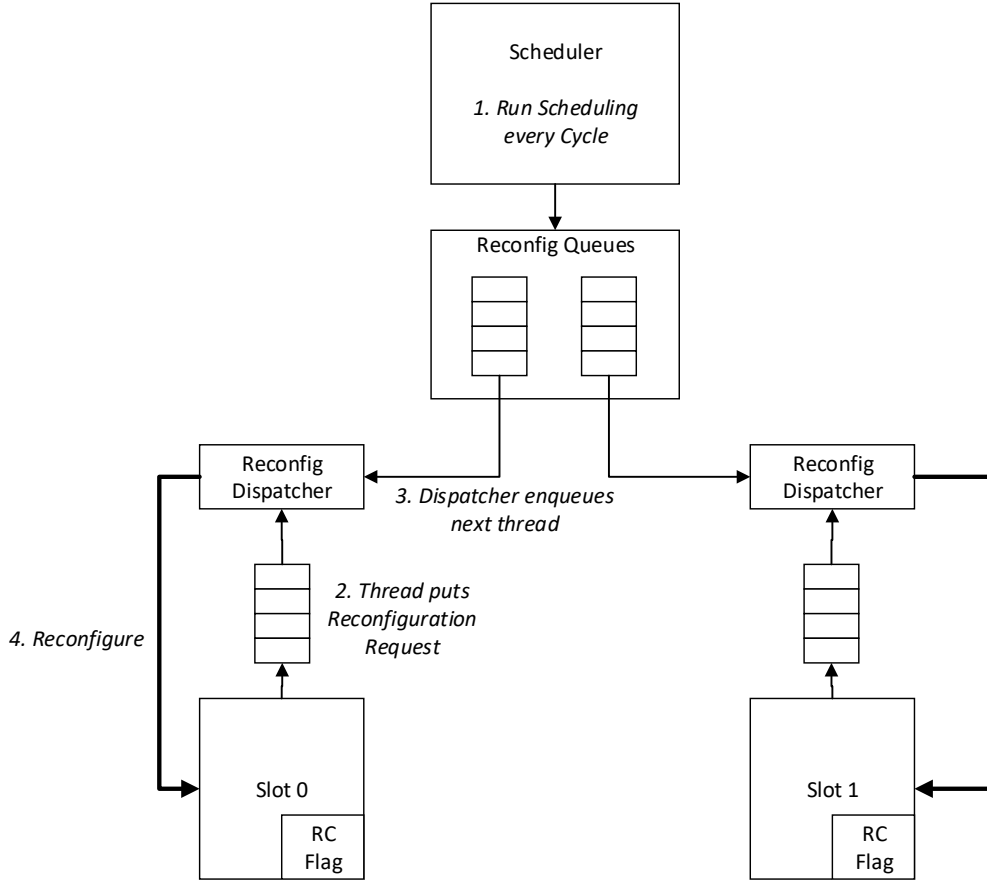 Scheduler
1. Run Scheduling
every Cycle
Reconfig Queues
Reconfig
Dispatcher
Reconfig
Dispatcher
3. Dispatcher enqueues
next thread
2. Thread puts
Reconfiguration
Request
4. Reconfigure
Slot 0
RC
Flag
Slot 1
RC
Flag